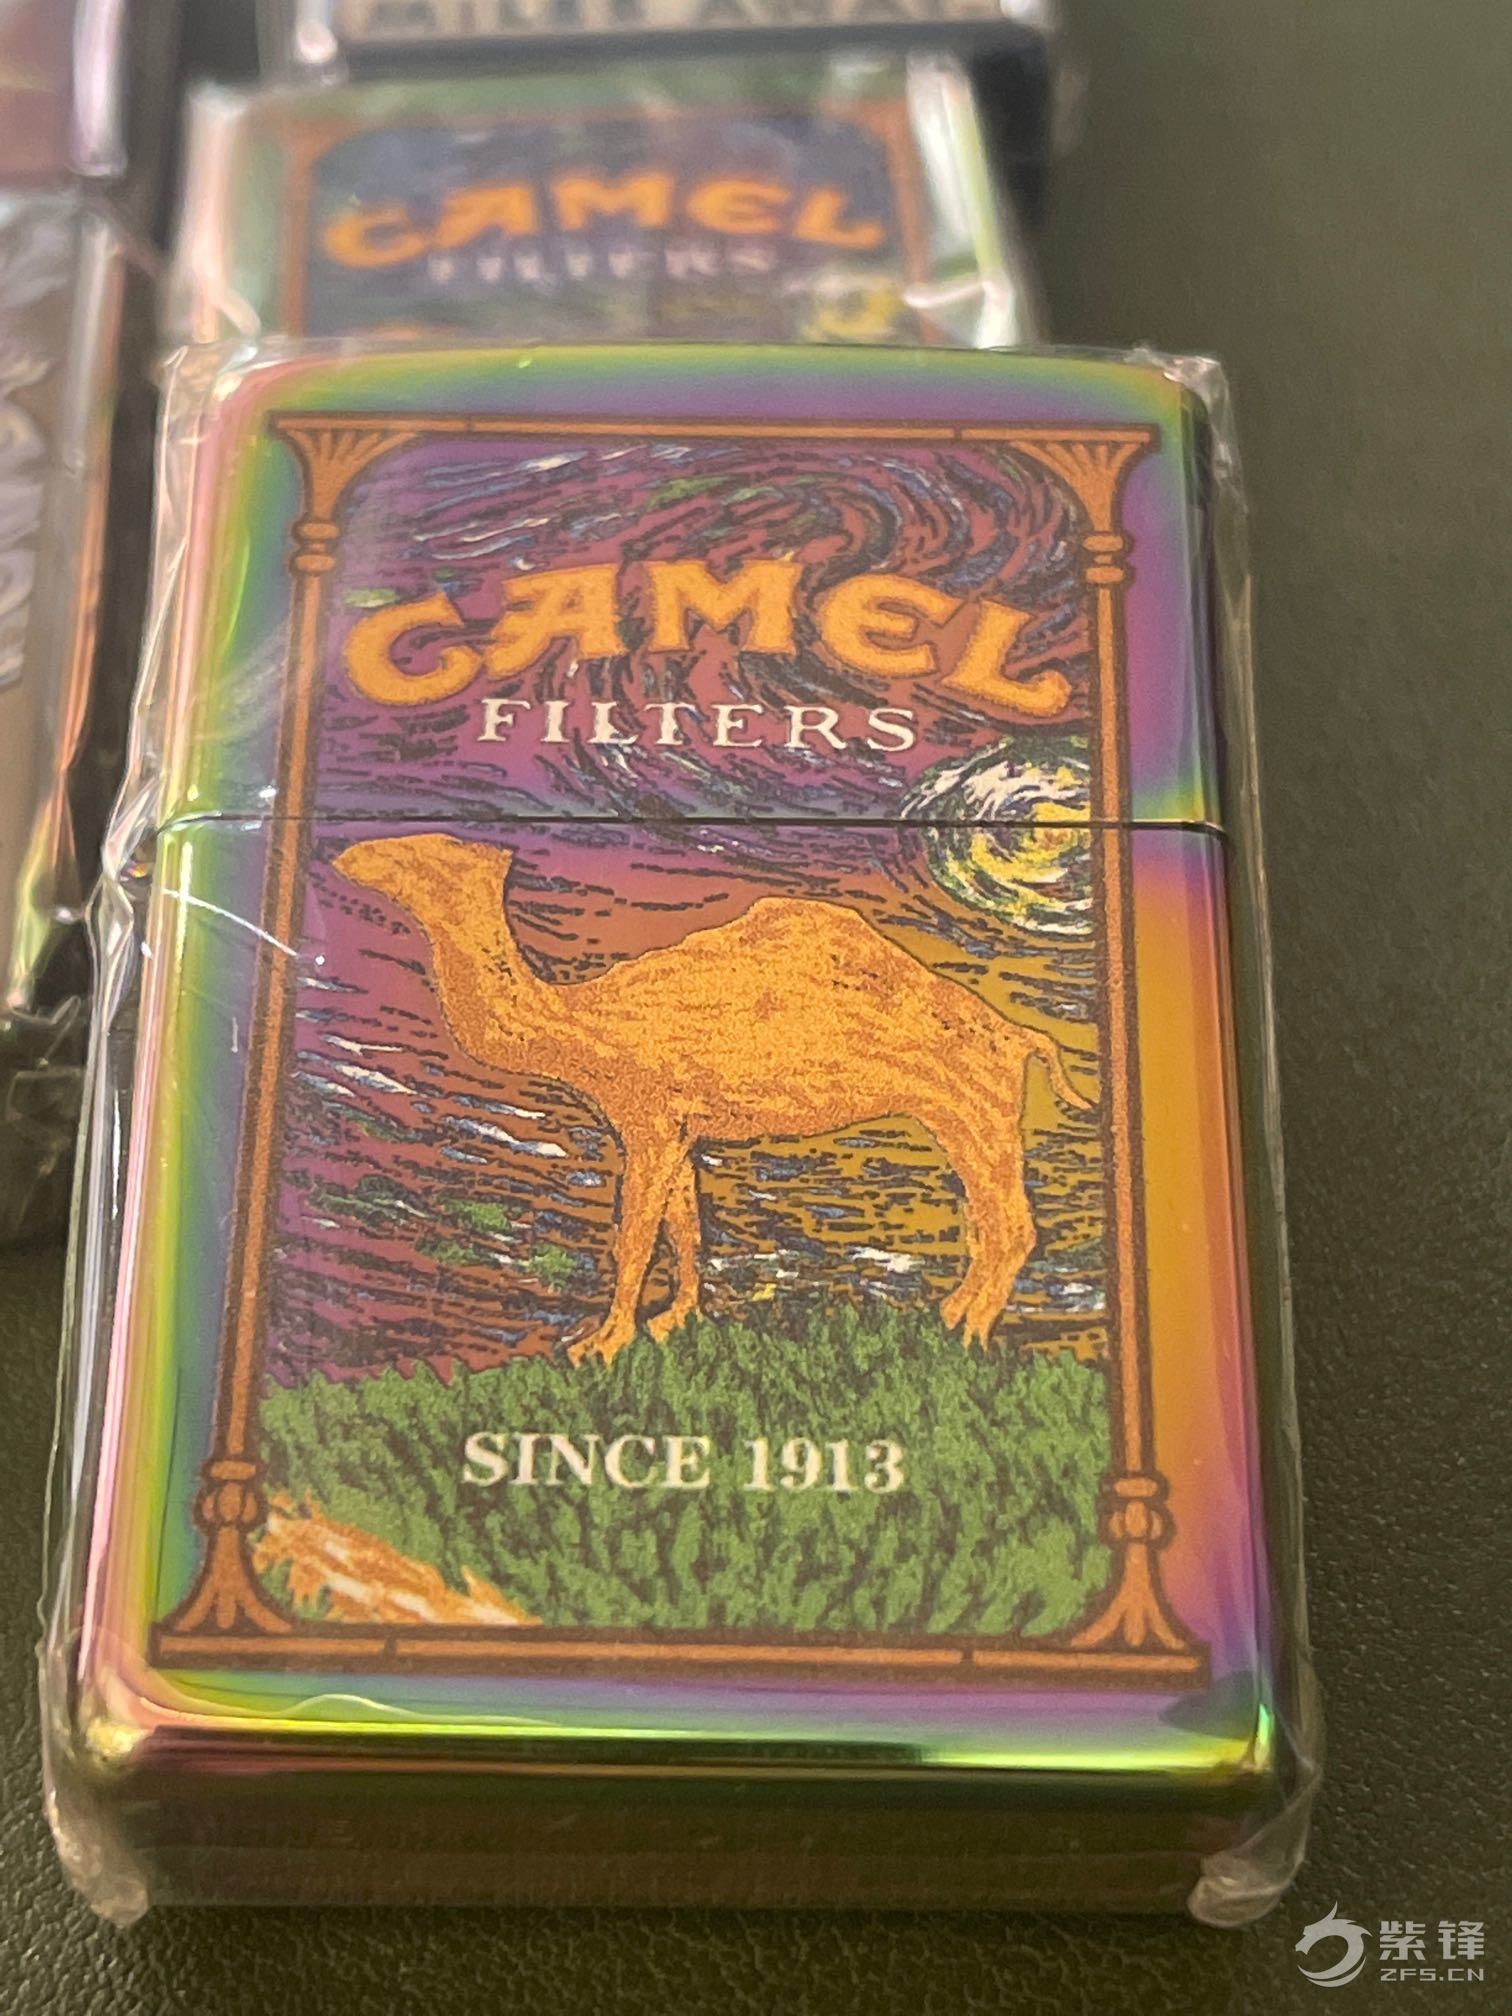 CAMEL
FILTERS
CAMEL
FILTERS
SINCE 1913
紫锋
ZFS.CN